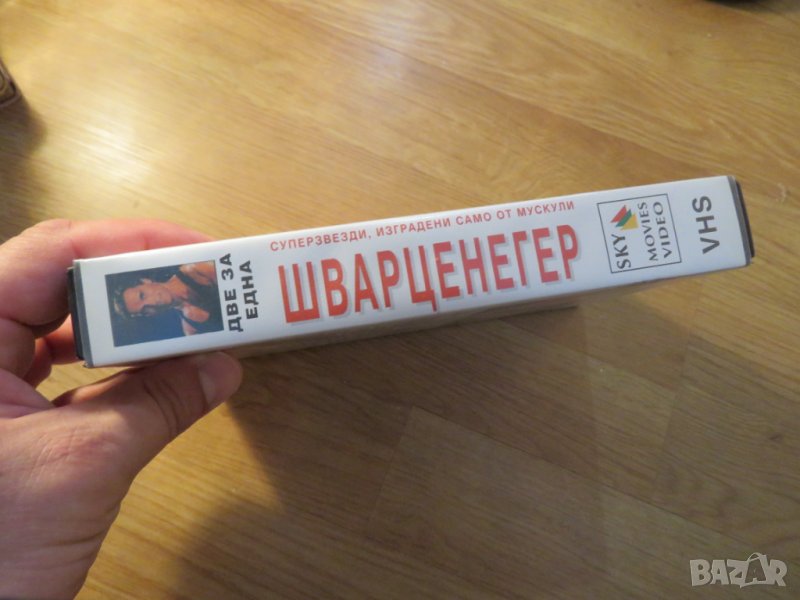 ДВЕ ЗА
ЕДНА
СУПЕРЗВЕЗДИ, ИЗГРАДЕНИ САМО ОТ МУСКУЛИ
ШВАРЦЕНЕГЕР
SKY
MOVIES
VIDEO
VHS
BAZAR